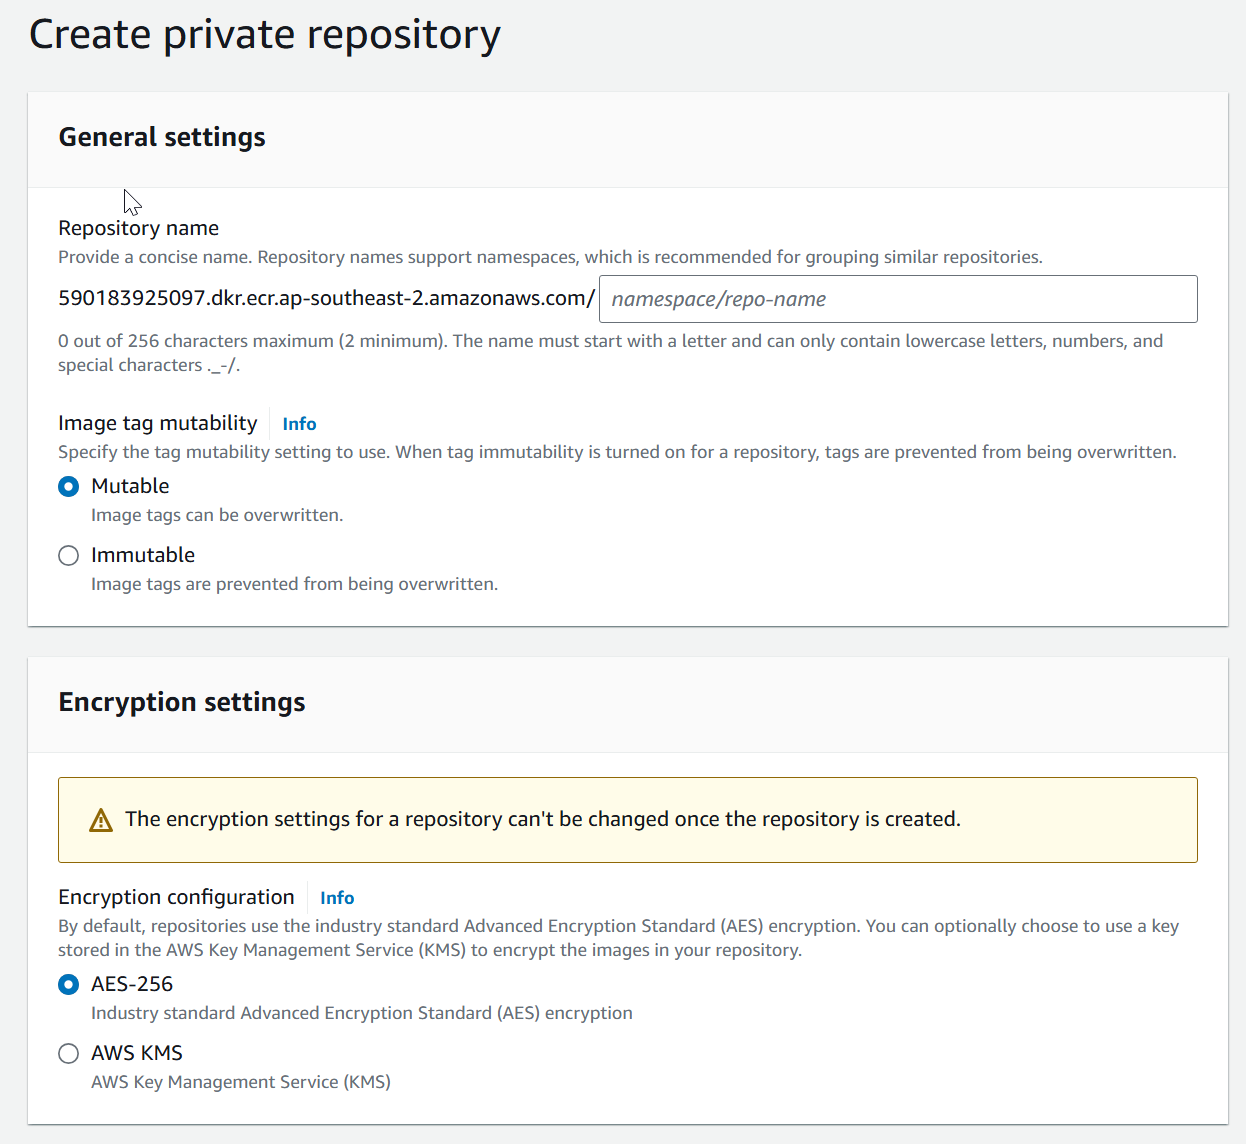 Create private repository
General settings
Repository name
Provide a concise name. Repository names support namespaces, which is recommended for grouping similar repositories.
590183925097.dkr.ecr.ap-southeast-2.amazonaws.com/ namespace/repo-name
0 out of 256 characters maximum (2 minimum). The name must start with a letter and can only contain lowercase letters, numbers, and
special characters ._-/.
Image tag mutability Info
Specify the tag mutability setting to use. When tag immutability is turned on for a repository, tags are prevented from being overwritten.
Mutable
Image tags can be overwritten.
Immutable
Image tags are prevented from being overwritten.
Encryption settings
The encryption settings for a repository can't be changed once the repository is created.
Encryption configuration Info
By default, repositories use the industry standard Advanced Encryption Standard (AES) encryption. You can optionally choose to use a key
stored in the AWS Key Management Service (KMS) to encrypt the images in your repository.
AES-256
Industry standard Advanced Encryption Standard (AES) encryption
AWS KMS
AWS Key Management Service (KMS)